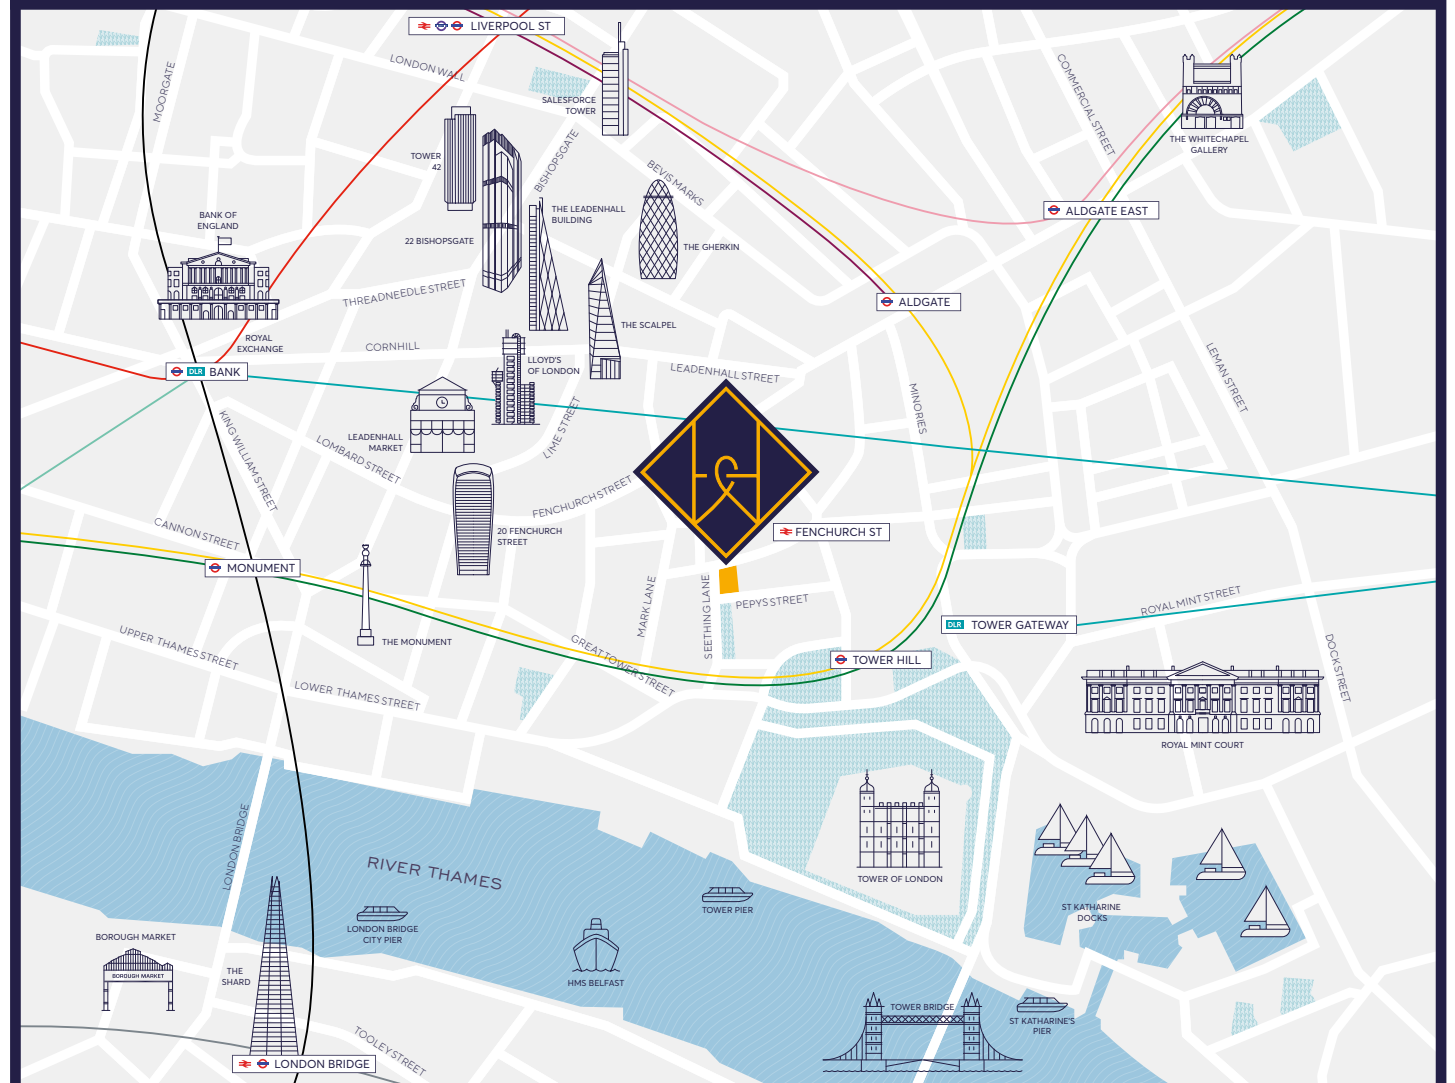 LIVERPOOL ST
LONDON WALL
MOORGATE
SALESFORCE
TOWER
COMMERCIAL STREET
THE WHITECHAPEL
GALLERY
TOWER
42
BISHOPSGATE
BEVIS MARKS
BANK OF
ENGLAND
THE LEADENHALL
BUILDING
ALDGATE EAST
22 BISHOPSGATE
THE GHERKIN
THREADNEEDLE STREET
ALDGATE
THE SCALPEL
ROYAL
EXCHANGE
CORNHILL
LLOYD'S
OF LONDON
LEADENHALL STREET
DLR BANK
LEMAN STREET
MINORIES
KING WILLIAM STREET
LOMBARD STREET
LEADENHALL
MARKET
LIME STREET
FENCHURCH STREET
CANNON STREET
20 FENCHURCH
STREET
FENCHURCH ST
MONUMENT
MARK LANE
SEETHING LANE
PEPYS STREET
ROYAL MINT STREET
DLR TOWER GATEWAY
UPPER THAMES STREET
THE MONUMENT
GREAT TOWER STREET
TOWER HILL
DOCK STREET
LOWER THAMES STREET
ROYAL MINT COURT
LONDON BRIDGE
RIVER THAMES
TOWER OF LONDON
TOWER PIER
ST KATHARINE
DOCKS
LONDON BRIDGE
CITY PIER
BOROUGH MARKET
BOROUGH MARKET
THE
SHARD
HMS BELFAST
TOWER BRIDGE
ST KATHARINE'S
PIER
TOOLEY STREET
LONDON BRIDGE